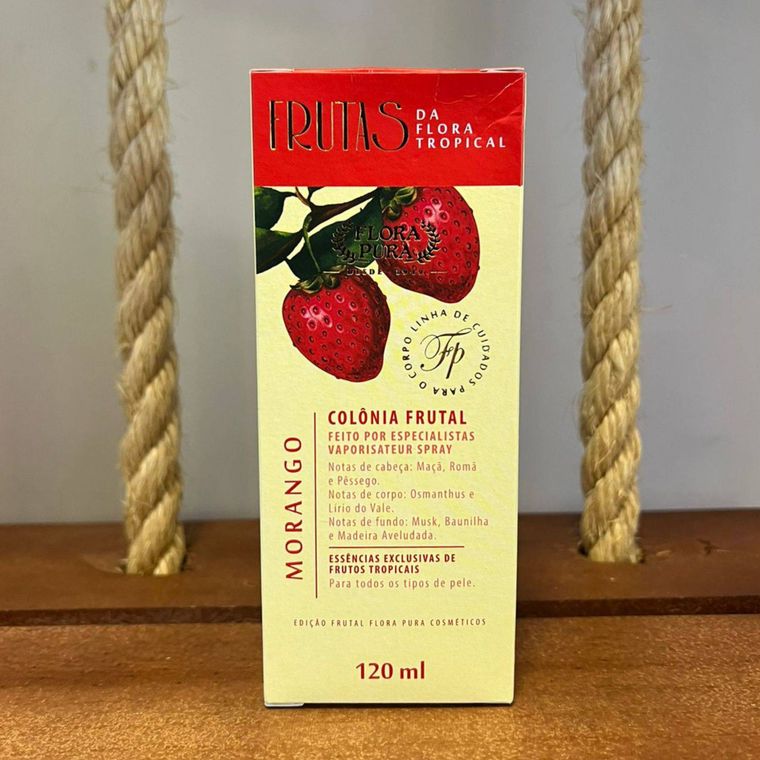 FRUTAS
DA
FLORA
TROPICAL
FLORA
PURA
LINHA DE CUIDADOS PARA O CORPO
Fp
MORANGO
COLÔNIA FRUTAL
FEITO POR ESPECIALISTAS
VAPORISATEUR SPRAY
Notas de cabeça: Maçã, Romã
e Pêssego.
Notas de corpo: Osmanthus e
Lírio do Vale.
Notas de fundo: Musk, Baunilha
e Madeira Aveludada.
ESSÊNCIAS EXCLUSIVAS DE
FRUTOS TROPICAIS
Para todos os tipos de pele.
EDIÇÃO FRUTAL FLORA PURA COSMÉTICOS
120 ml